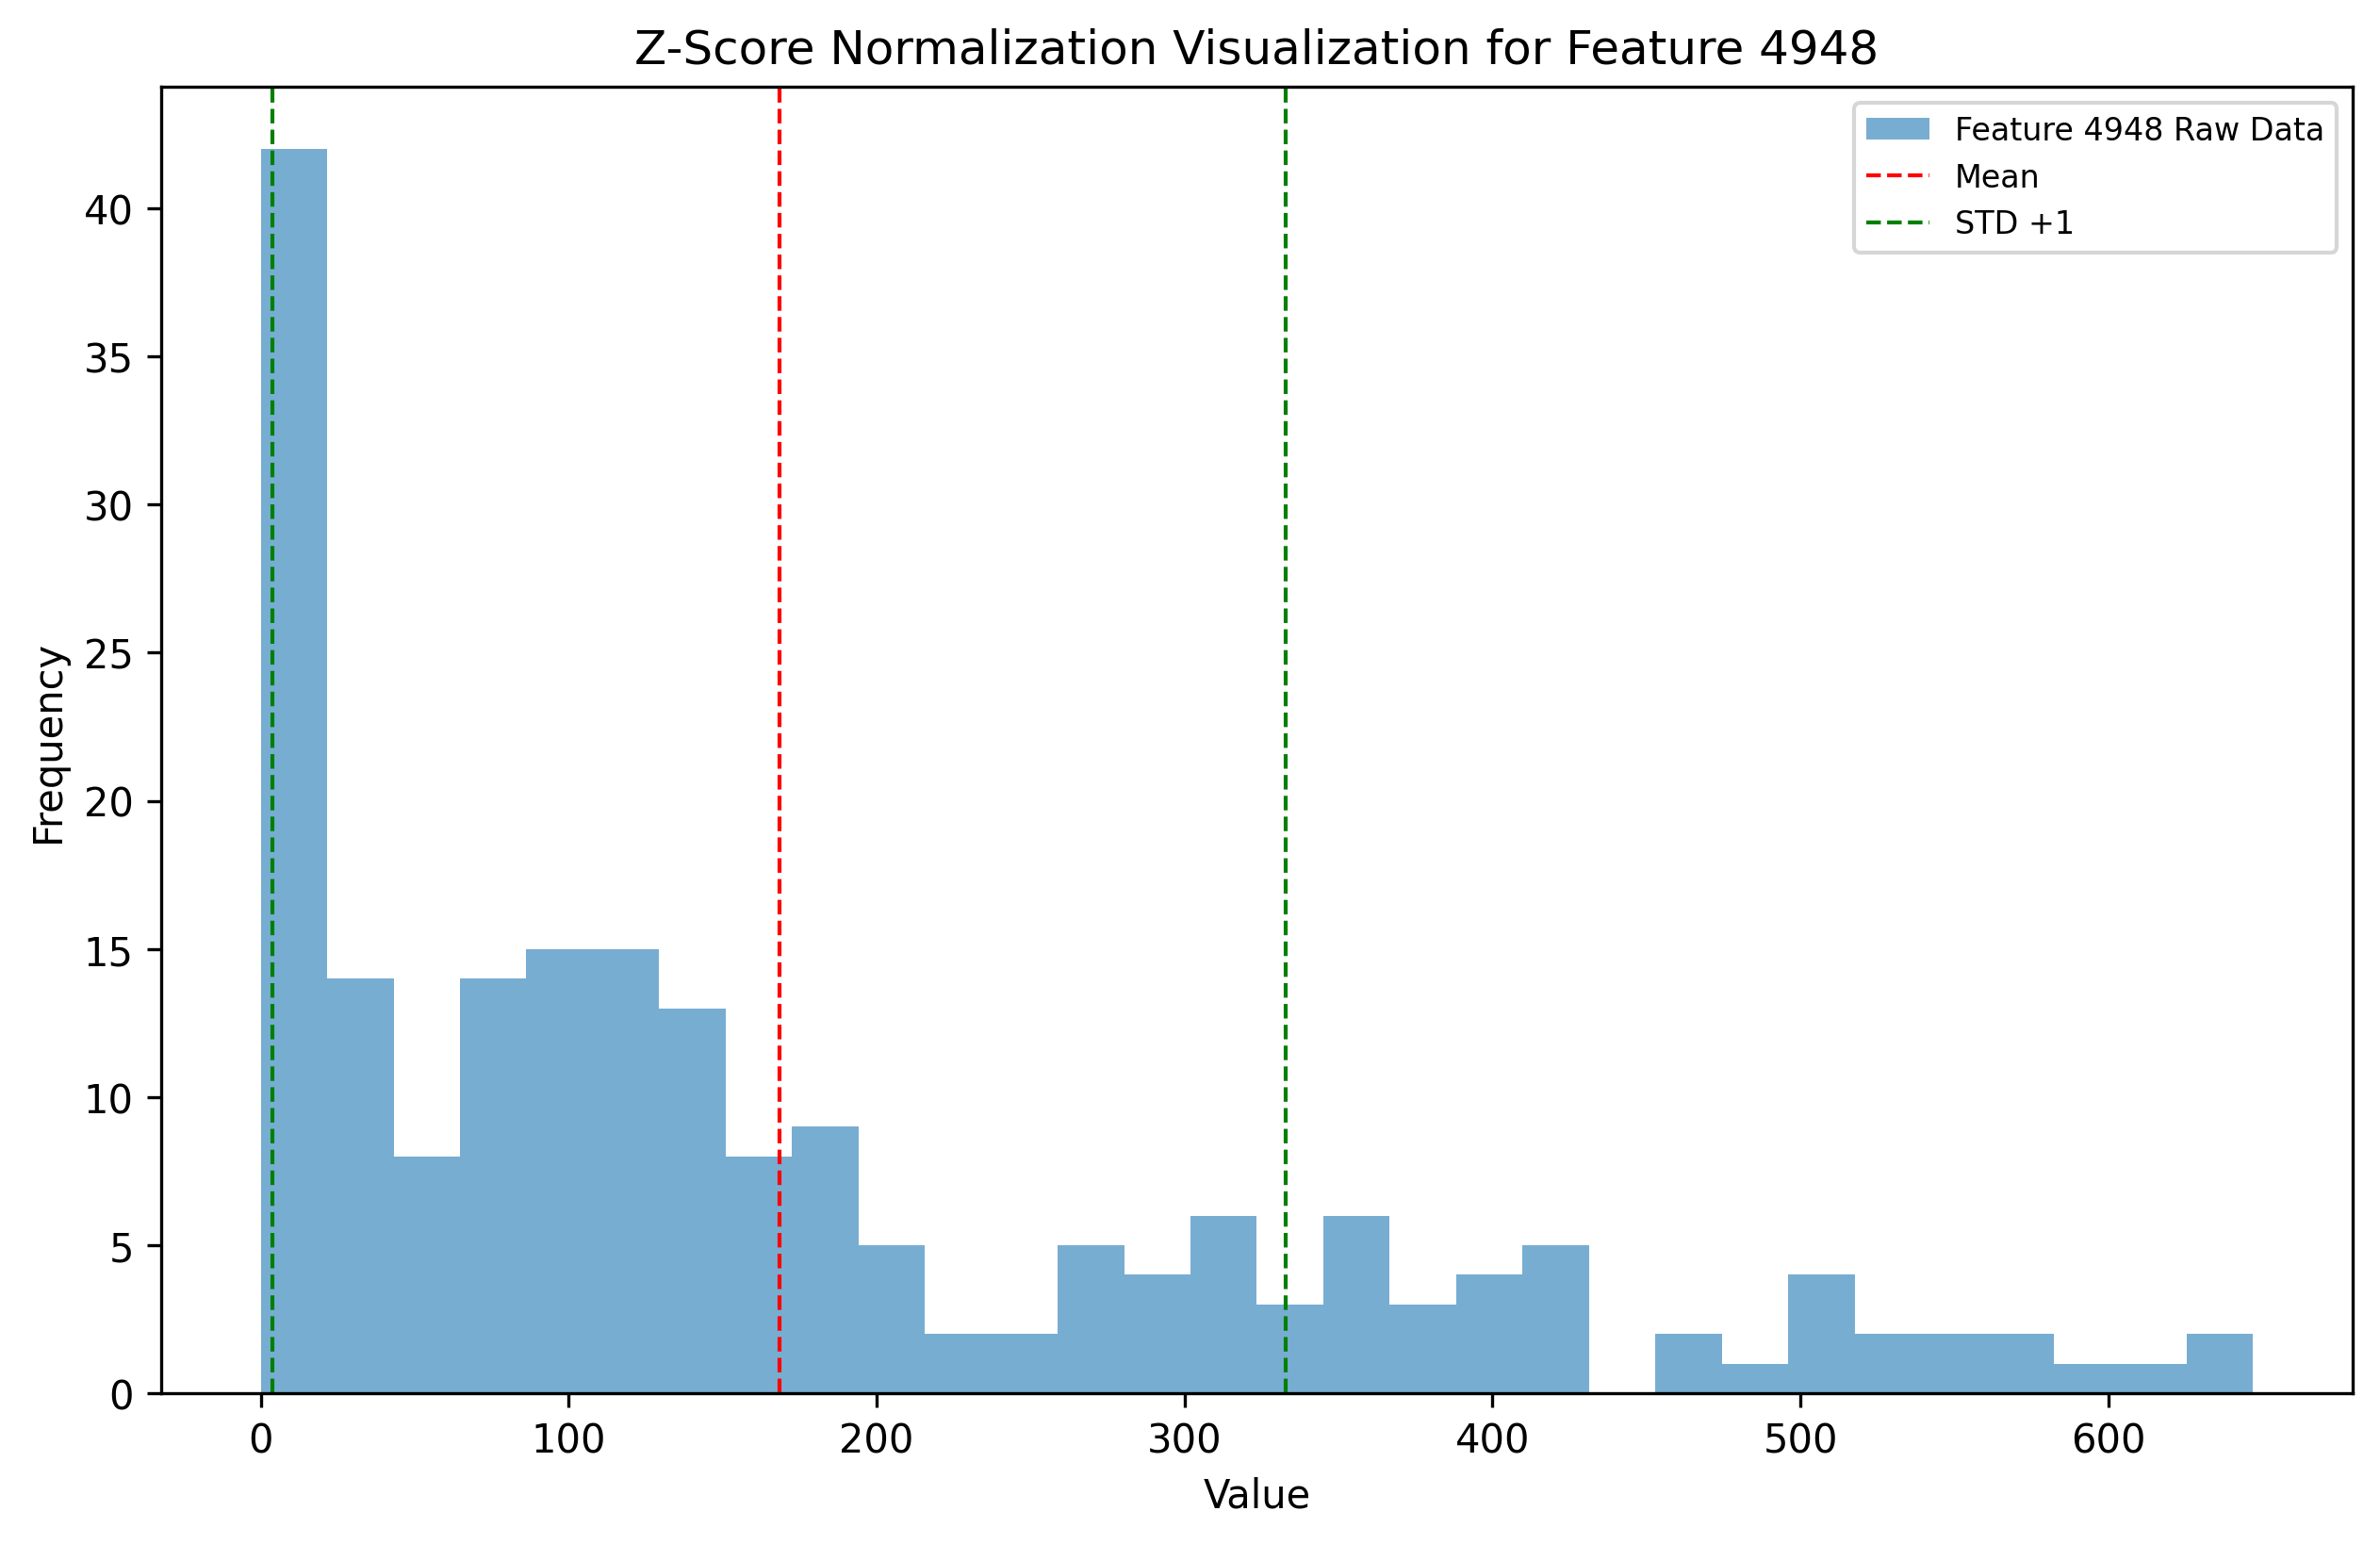 Z-Score Normalization Visualization for Feature 4948
Feature 4948 Raw Data
Mean
STD +1
40
35
30
25
20
15
10
5
0
Frequency
0 100 200 300 400 500 600
Value